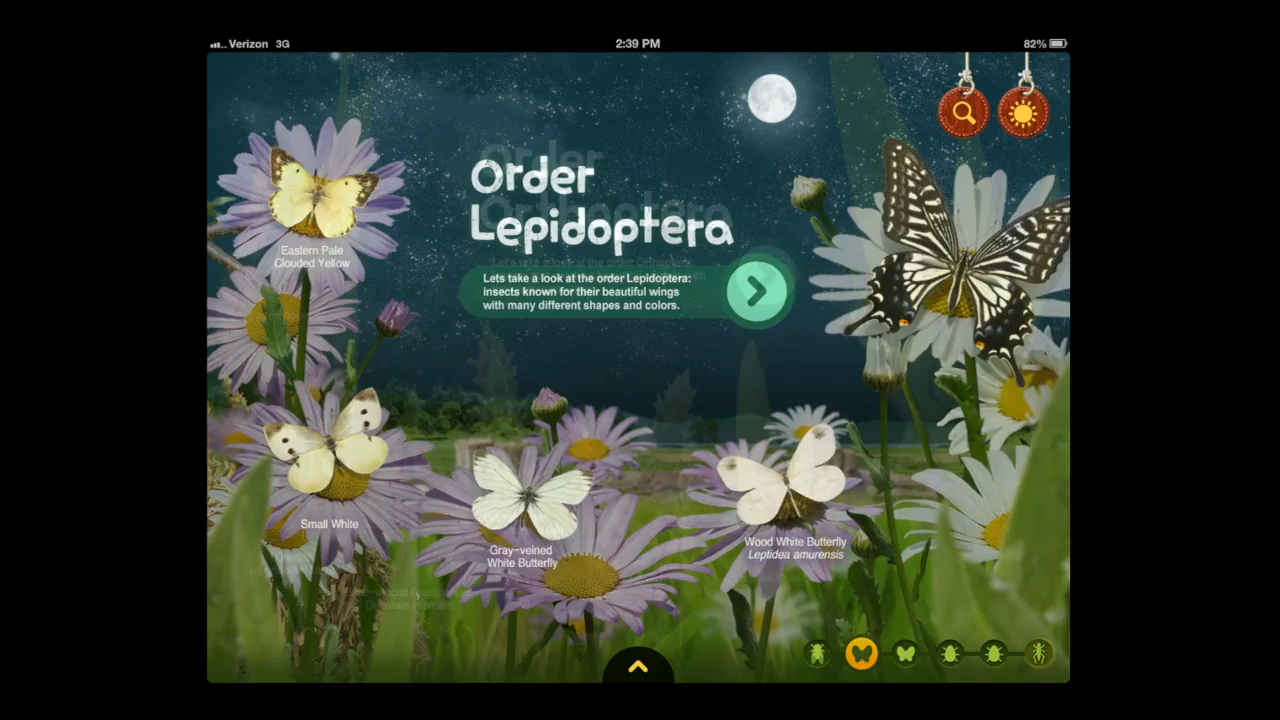 Verizon 3G
2:39 PM
82%
Order
Lepidoptera
Lets take a look at the order Lepidoptera:
insects known for their beautiful wings
with many different shapes and colors.
Eastern Pale
Clouded Yellow
Small White
Gray-veined
White Butterfly
Wood White Butterfly
Leptidea amurensis